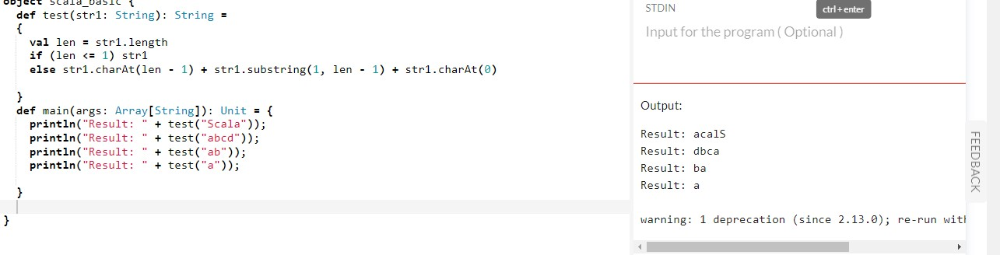 object scala_basic {
def test(str1: String): String =
{
val len = str1.length
if (len <= 1) str1
else str1.charAt(len - 1) + str1.substring(1, len - 1) + str1.charAt(0)
}
def main(args: Array[String]): Unit = {
println("Result: " + test("Scala"));
println("Result: " + test("abcd"));
println("Result: " + test("ab"));
println("Result: " + test("a"));
}
}
STDIN
ctrl+enter
Input for the program ( Optional )
Output:
Result: acalS
Result: dbca
Result: ba
Result: a
warning: 1 deprecation (since 2.13.0); re-run with
FEEDBACK